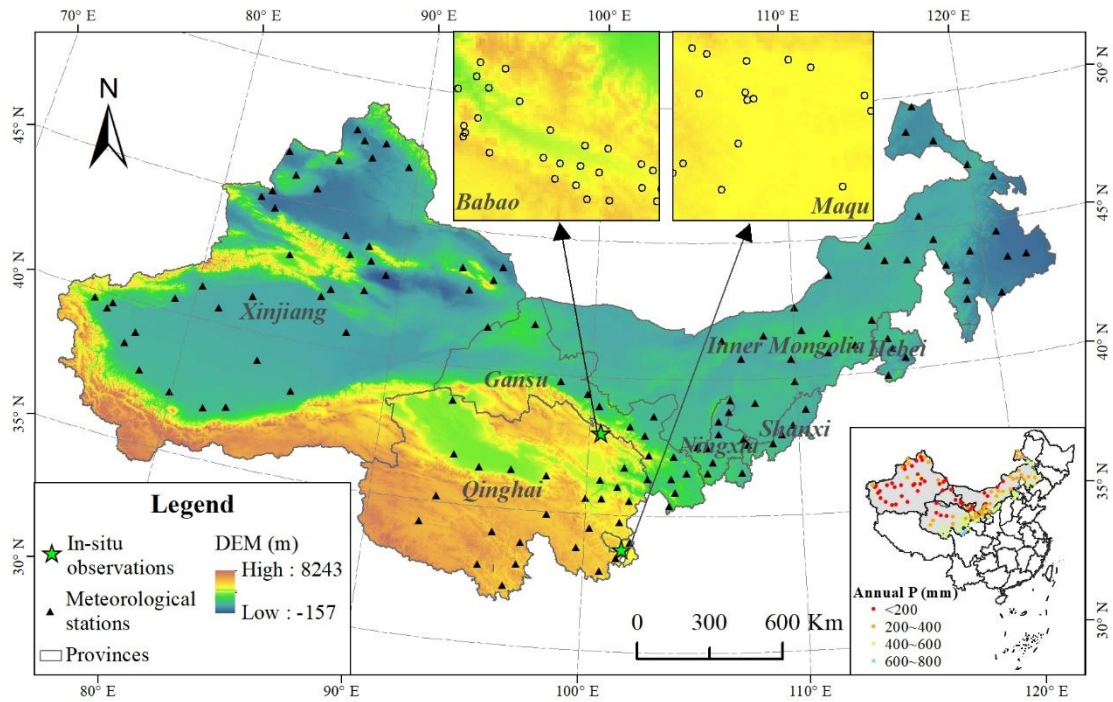 70° E
80° E
90° E
100° E
110° E
120° E
50° N
45° N
40° N
35° N
30° N
45° N
40° N
35° N
30° N
N
Babao
Maqu
Xinjiang
Inner Mongolia
Hebei
Gansu
Ningxia
Shanxi
Qinghai
Legend
In-situ
observations
Meteorological
stations
Provinces
DEM (m)
High : 8243
Low : -157
0 300 600 Km
Annual P (mm)
<200
200~400
400~600
600~800
80° E
90° E
100° E
110° E
120° E